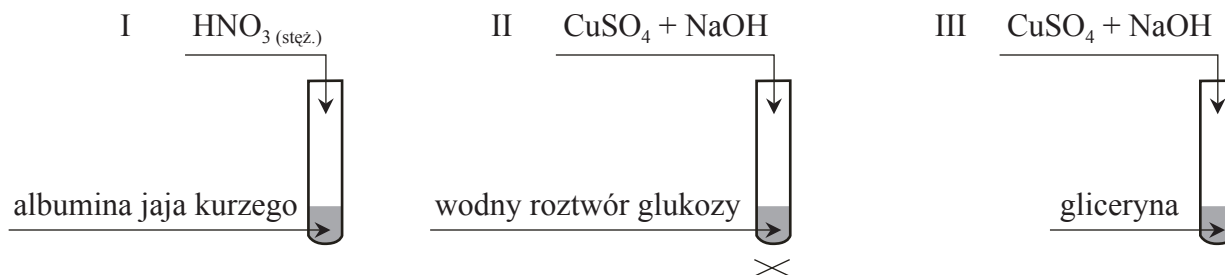 I HNO₃ (stęż.) II CuSO₄ + NaOH III CuSO₄ + NaOH
albumina jaja kurzego wodny roztwór glukozy gliceryna